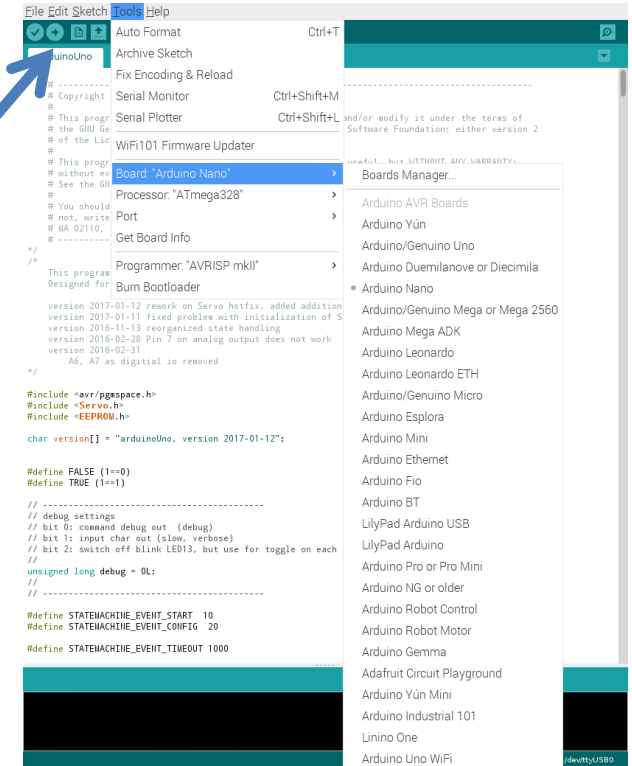 File Edit Sketch Tools Help
duinoUno
Auto Format Ctrl+T
Archive Sketch
Fix Encoding & Reload
Serial Monitor Ctrl+Shift+M
Serial Plotter Ctrl+Shift+L
WiFi101 Firmware Updater
Board: "Arduino Nano" ›
Processor: "ATmega328" ›
Port ›
Get Board Info
Programmer: "AVRISP mkII" ›
Burn Bootloader
Boards Manager...
Arduino AVR Boards
Arduino Yún
Arduino/Genuino Uno
Arduino Duemilanove or Diecimila
Arduino Nano
Arduino/Genuino Mega or Mega 2560
Arduino Mega ADK
Arduino Leonardo
Arduino Leonardo ETH
Arduino/Genuino Micro
Arduino Esplora
Arduino Mini
Arduino Ethernet
Arduino Fio
Arduino BT
LilyPad Arduino USB
LilyPad Arduino
Arduino Pro or Pro Mini
Arduino NG or older
Arduino Robot Control
Arduino Robot Motor
Arduino Gemma
Adafruit Circuit Playground
Arduino Yún Mini
Arduino Industrial 101
Linino One
Arduino Uno WiFi
# ----------
# Copyright
#
# This progr and/or modify it under the terms of
# the GNU Ge Software Foundation; either version 2
# of the Lic
#
# This progr useful, but WITHOUT ANY WARRANTY;
# without ev
# See the GN
#
# You should
# not, write
# MA 02110,
# ----------
*/
/*
This program
Designed for
version 2017-01-12 rework on Servo hotfix, added addition
version 2017-01-11 fixed problem with initialization of S
version 2016-11-13 reorganized state handling
version 2016-02-28 Pin 7 on analog output does not work
version 2016-02-31
A6, A7 as digitial io removed
*/
#include <avr/pgmspace.h>
#include <Servo.h>
#include <EEPROM.h>
char version[] = "arduinoUno, version 2017-01-12";
#define FALSE (1==0)
#define TRUE (1==1)
// ----------------------------------------
// debug settings
// bit 0: command debug out (debug)
// bit 1: input char out (slow, verbose)
// bit 2: switch off blink LED13, but use for toggle on each
//
unsigned long debug = 0L;
//
// ----------------------------------------
#define STATEMACHINE_EVENT_START 10
#define STATEMACHINE_EVENT_CONFIG 20
#define STATEMACHINE_EVENT_TIMEOUT 1000
/dev/ttyUSB0